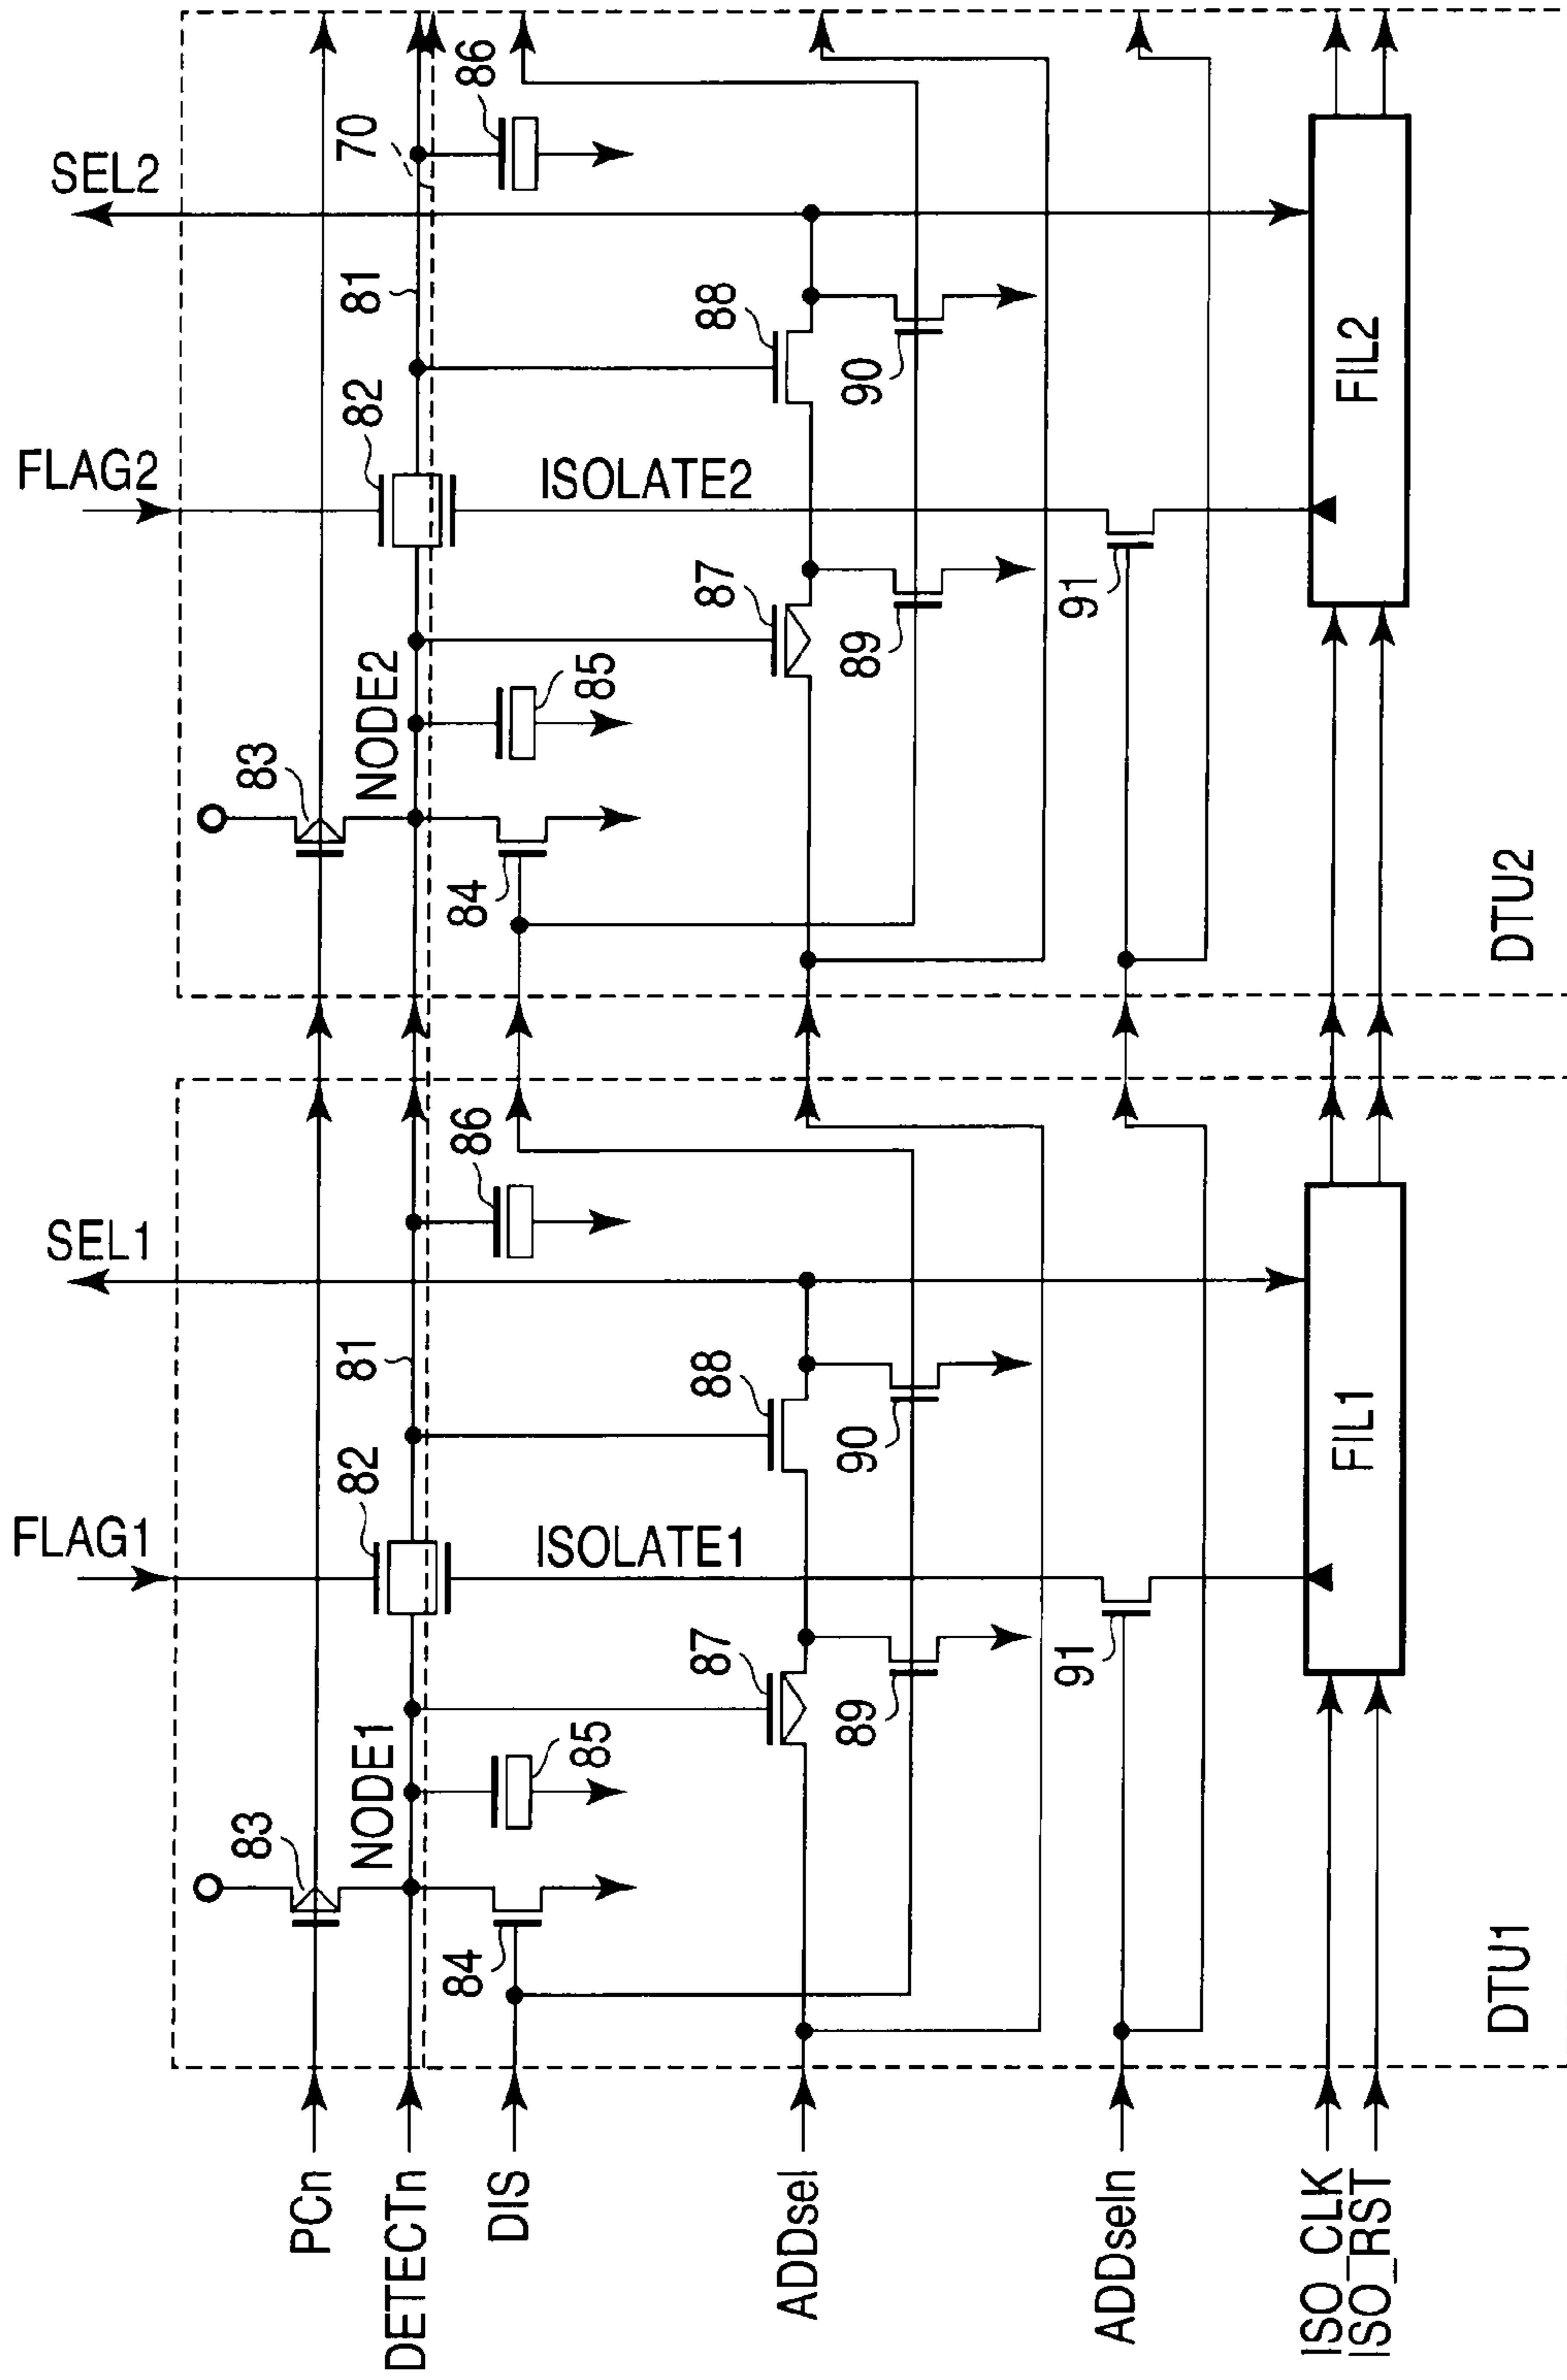 SEL2
70
86
81
FLAG2
82
88
ISOLATE2
90
87
89
91
FIL2
NODE2
85
83
84
DTU2
SEL1
86
81
88
FLAG1
82
ISOLATE1
90
87
89
91
FIL1
NODE1
85
83
84
DTU1
PCn
DETECTn
DIS
ADDsel
ADDseln
ISO_CLK
ISO_RST